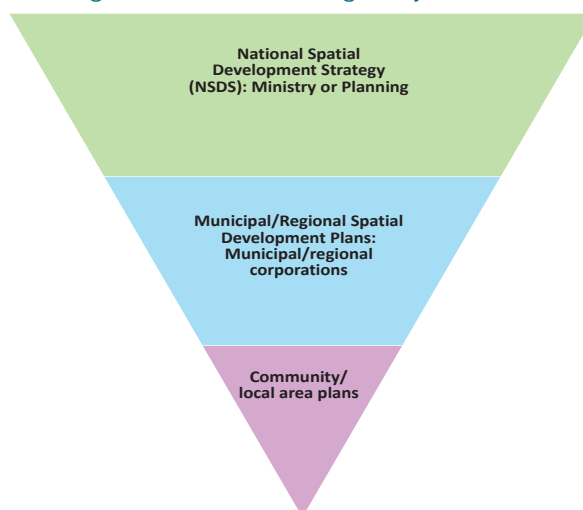 National Spatial
Development Strategy
(NSDS): Ministry or Planning
Municipal/Regional Spatial
Development Plans:
Municipal/regional
corporations
Community/
local area plans